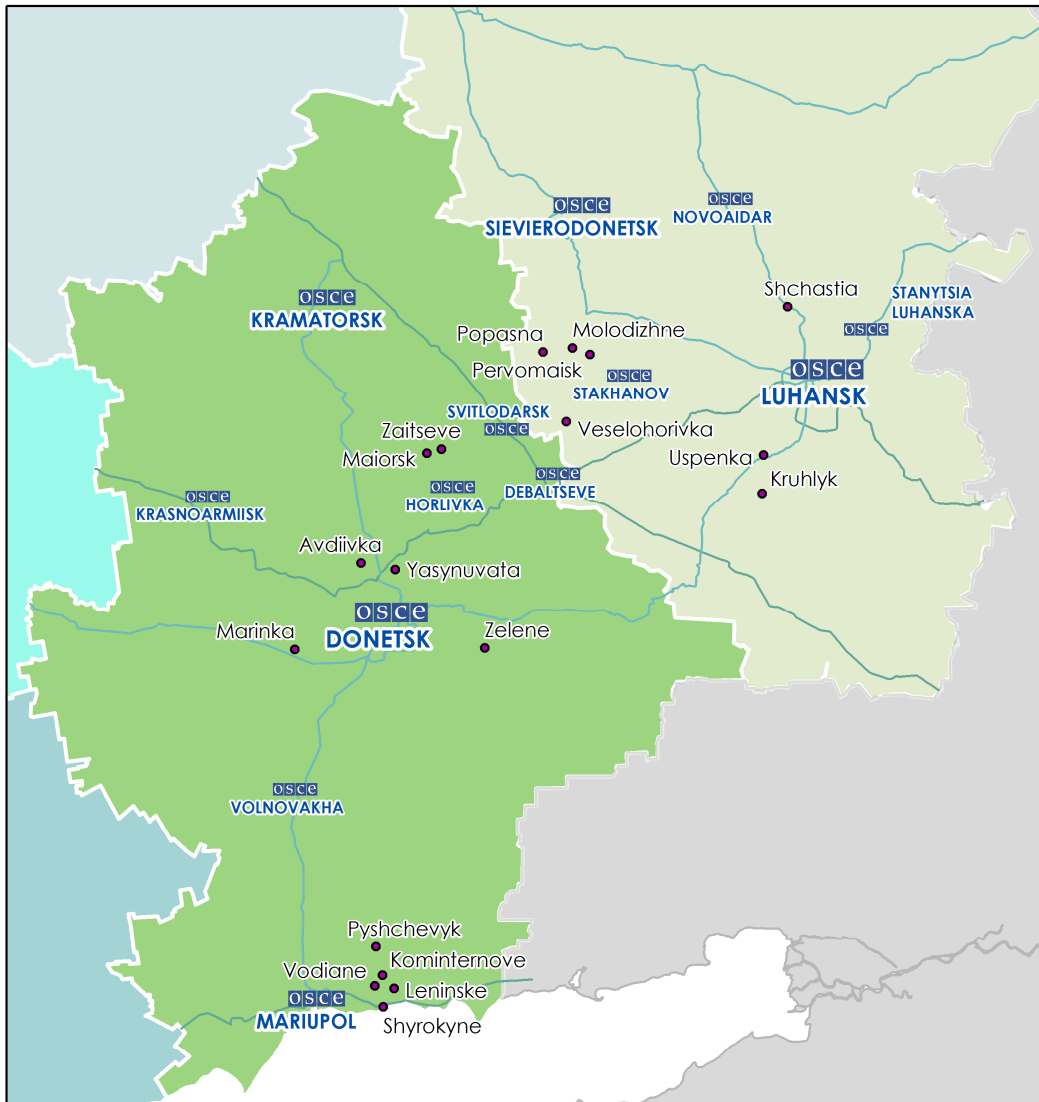 osce
NOVOAIDAR
osce
SIEVIERODONETSK
Shchastia
STANYTSIA
LUHANSKA
osce
osce
KRAMATORSK
Popasna
Molodizhne
Pervomaisk
osce
STAKHANOV
osce
LUHANSK
SVITLODARSK
osce
Veselohorivka
Zaitseve
Maiorsk
Uspenka
Kruhlyk
osce
DEBALTSEVE
osce
HORLIVKA
osce
KRASNOARMIISK
Avdiivka
Yasynuvata
osce
DONETSK
Marinka
Zelene
osce
VOLNOVAKHA
Pyshchevyk
Kominternove
Vodiane
Leninske
osce
MARIUPOL
Shyrokyne